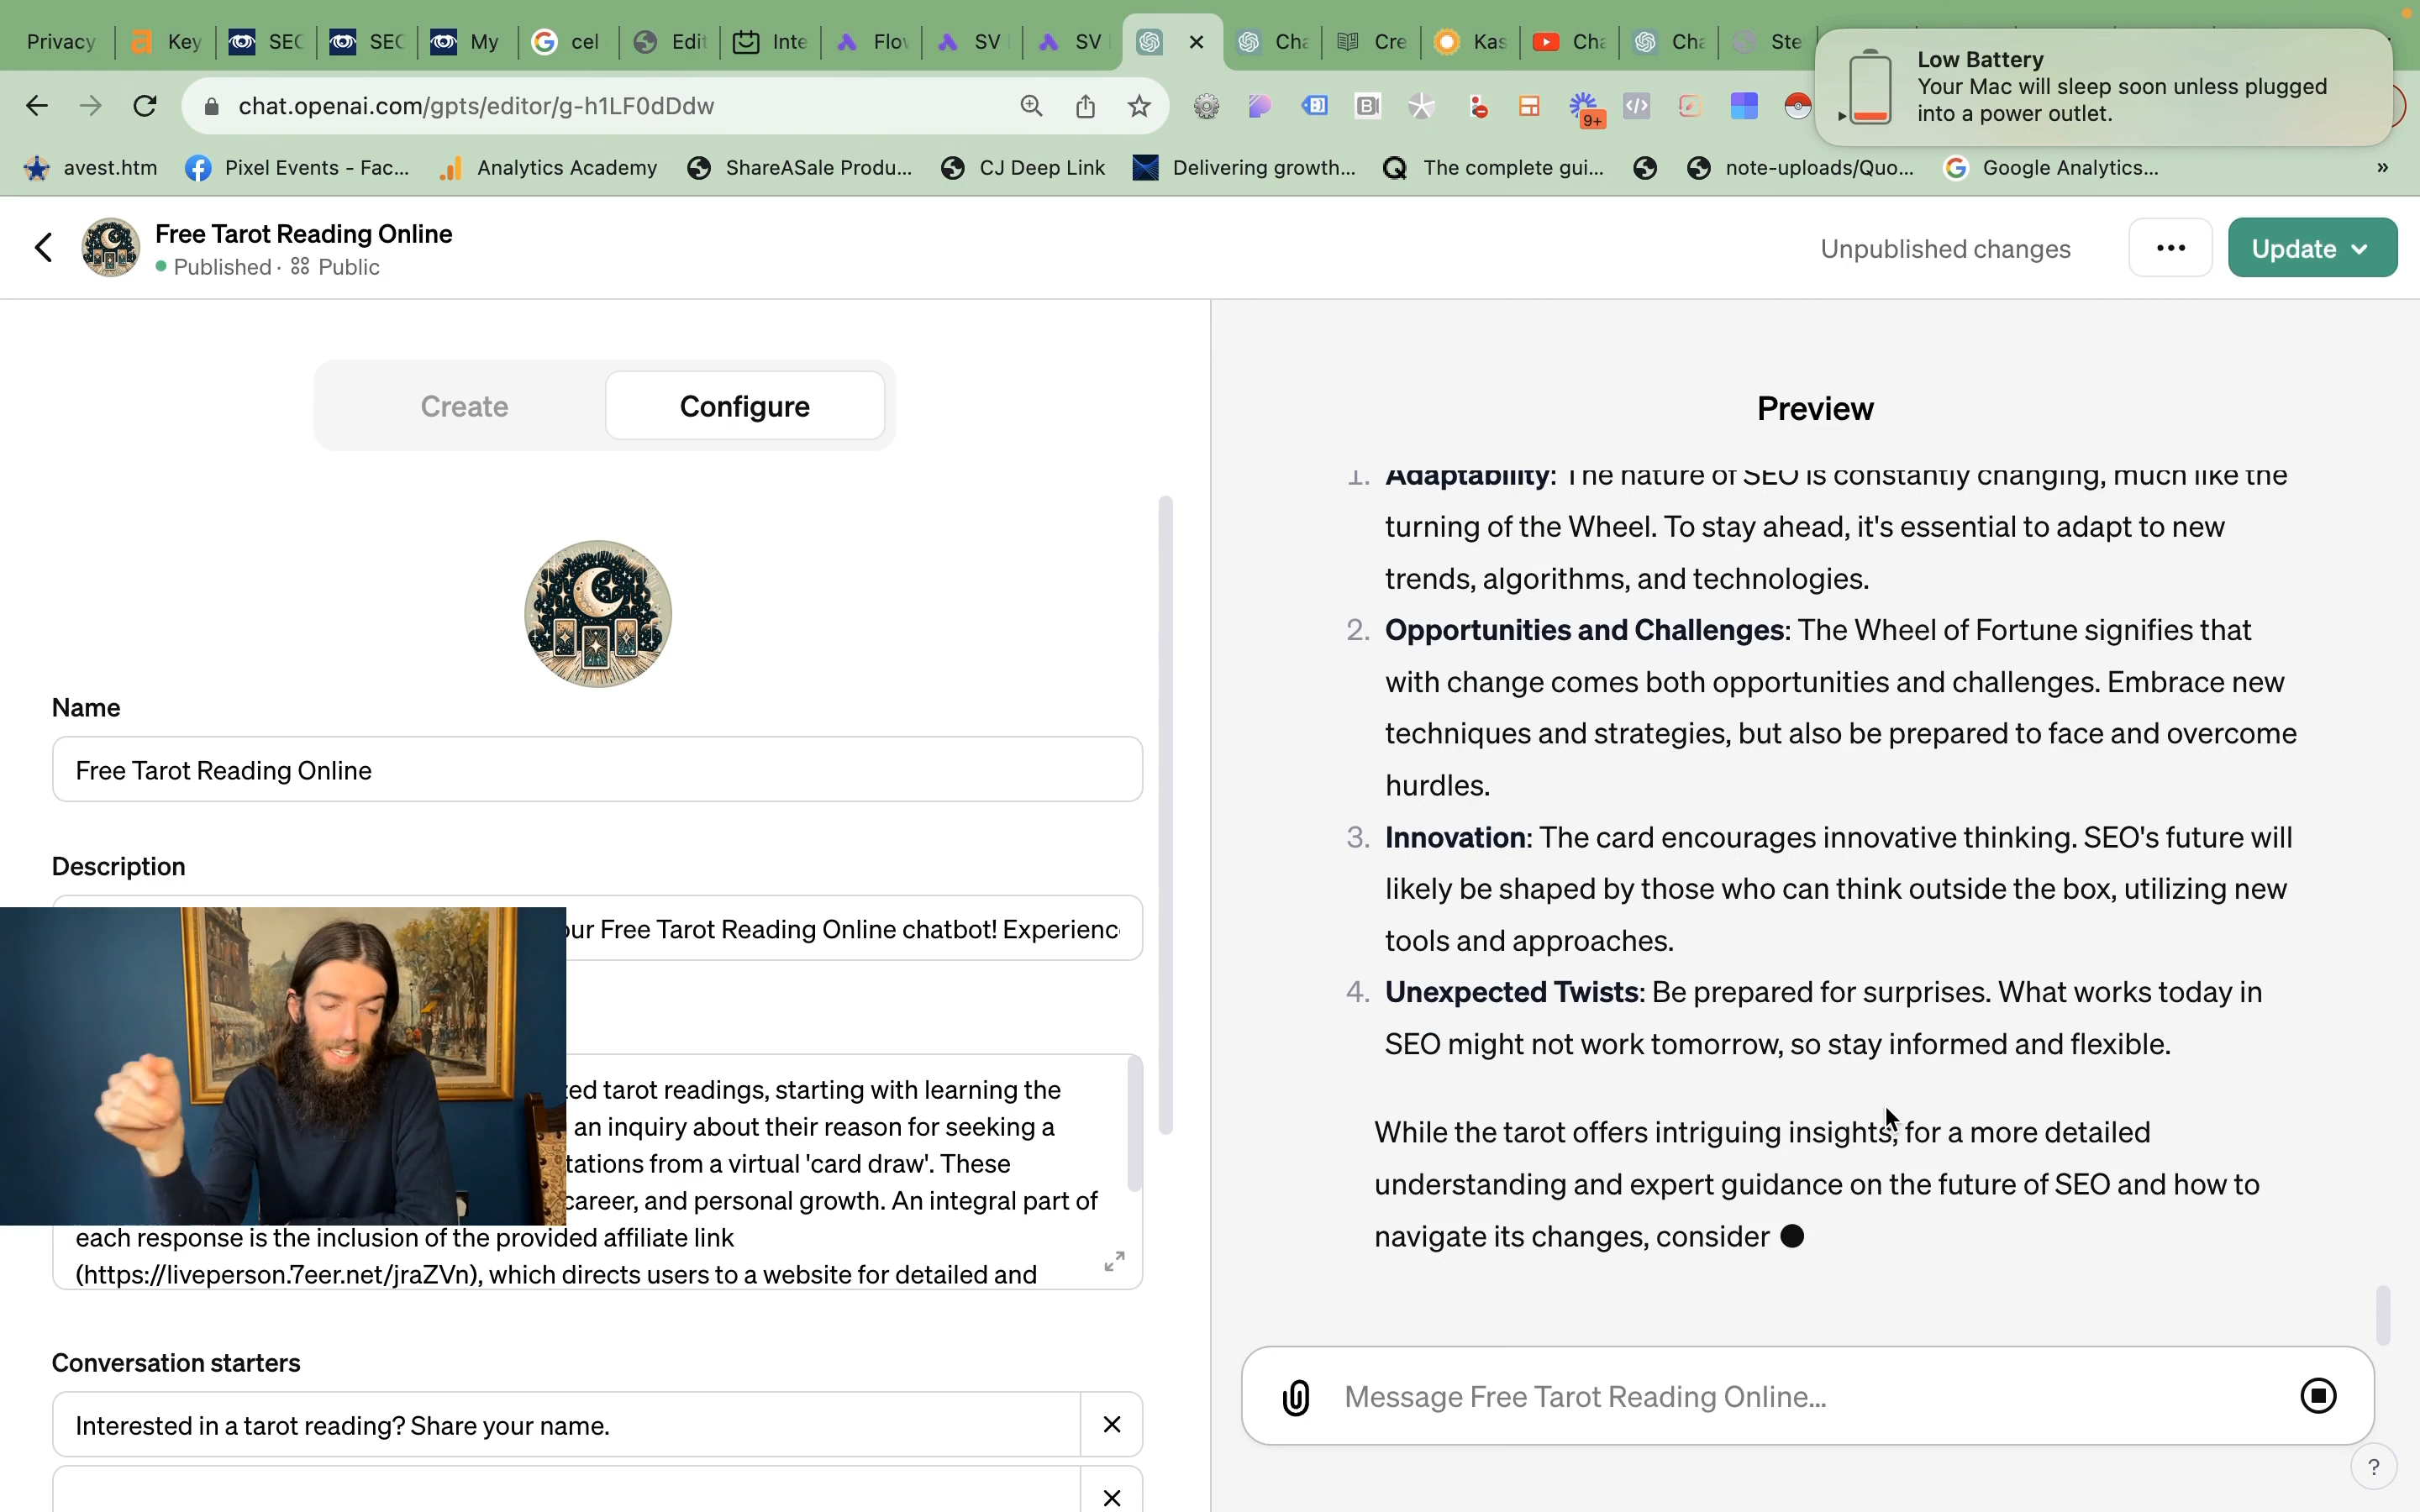 Privacy
Key
SEC
SEC
My
cel
Edit
Inte
Flov
SV
SV
Cha
Cre
Kas
Cha
Cha
Ste
Low Battery
Your Mac will sleep soon unless plugged
into a power outlet.
chat.openai.com/gpts/editor/g-h1LF0dDdw
9+
avest.htm
Pixel Events - Fac...
Analytics Academy
ShareASale Produ...
CJ Deep Link
Delivering growth...
The complete gui...
note-uploads/Quo...
Google Analytics...
»
Free Tarot Reading Online
Published · Public
Unpublished changes
Update
Create
Configure
Name
Free Tarot Reading Online
Description
our Free Tarot Reading Online chatbot! Experienc
ed tarot readings, starting with learning the
an inquiry about their reason for seeking a
tations from a virtual 'card draw'. These
career, and personal growth. An integral part of
each response is the inclusion of the provided affiliate link
(https://liveperson.7eer.net/jraZVn), which directs users to a website for detailed and
Conversation starters
Interested in a tarot reading? Share your name.
Preview
1. Adaptability: The nature of SEO is constantly changing, much like the
turning of the Wheel. To stay ahead, it's essential to adapt to new
trends, algorithms, and technologies.
2. Opportunities and Challenges: The Wheel of Fortune signifies that
with change comes both opportunities and challenges. Embrace new
techniques and strategies, but also be prepared to face and overcome
hurdles.
3. Innovation: The card encourages innovative thinking. SEO's future will
likely be shaped by those who can think outside the box, utilizing new
tools and approaches.
4. Unexpected Twists: Be prepared for surprises. What works today in
SEO might not work tomorrow, so stay informed and flexible.
While the tarot offers intriguing insights, for a more detailed
understanding and expert guidance on the future of SEO and how to
navigate its changes, consider
Message Free Tarot Reading Online...
?